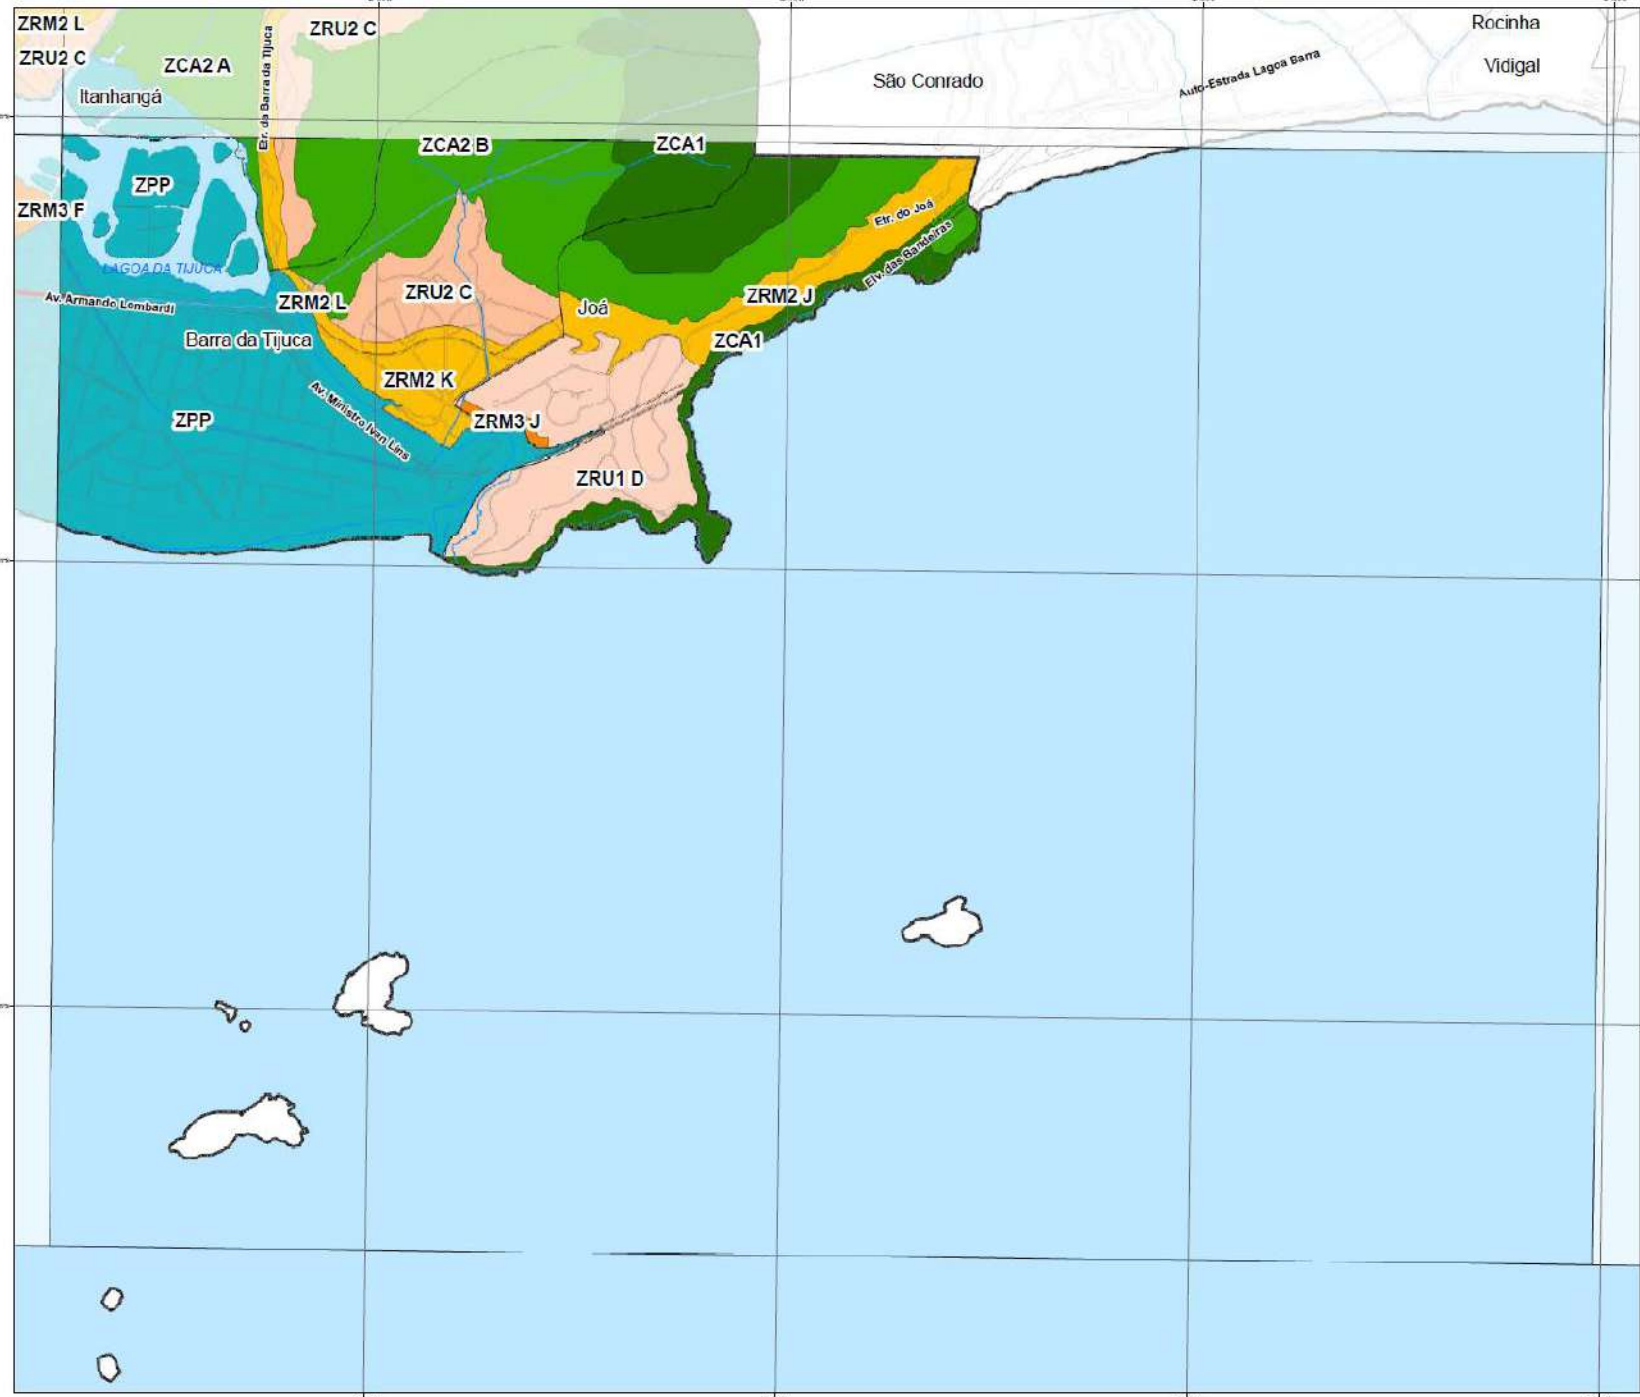 ZRM2 L
ZRU2 C
ZRU2 C
ZCA2 A
Itanhangá
Etr. da Barra da Tijuca
São Conrado
Auto-Estrada Lagoa Barra
Rocinha
Vidigal
ZCA2 B
ZCA1
ZPP
ZRM3 F
LAGOA DA TIJUCA
Etr. do Joá
Elv. das Bandeiras
Av. Armando Lombardi
ZRM2 L
ZRU2 C
Joá
ZRM2 J
Barra da Tijuca
ZCA1
ZRM2 K
Av. Ministro Ivan Lins
ZPP
ZRM3 J
ZRU1 D